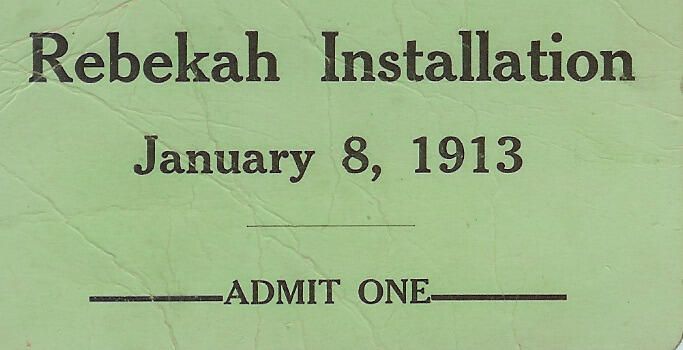 Rebekah Installation
January 8, 1913
ADMIT ONE